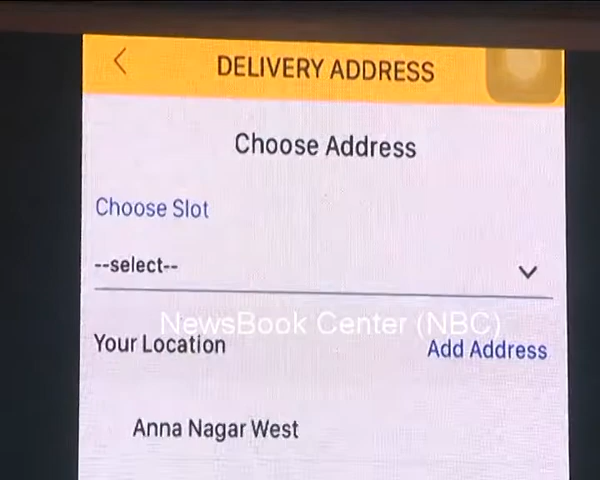 DELIVERY ADDRESS
Choose Address
Choose Slot
--select--
NewsBook Center (NBC)
Your Location
Add Address
Anna Nagar West